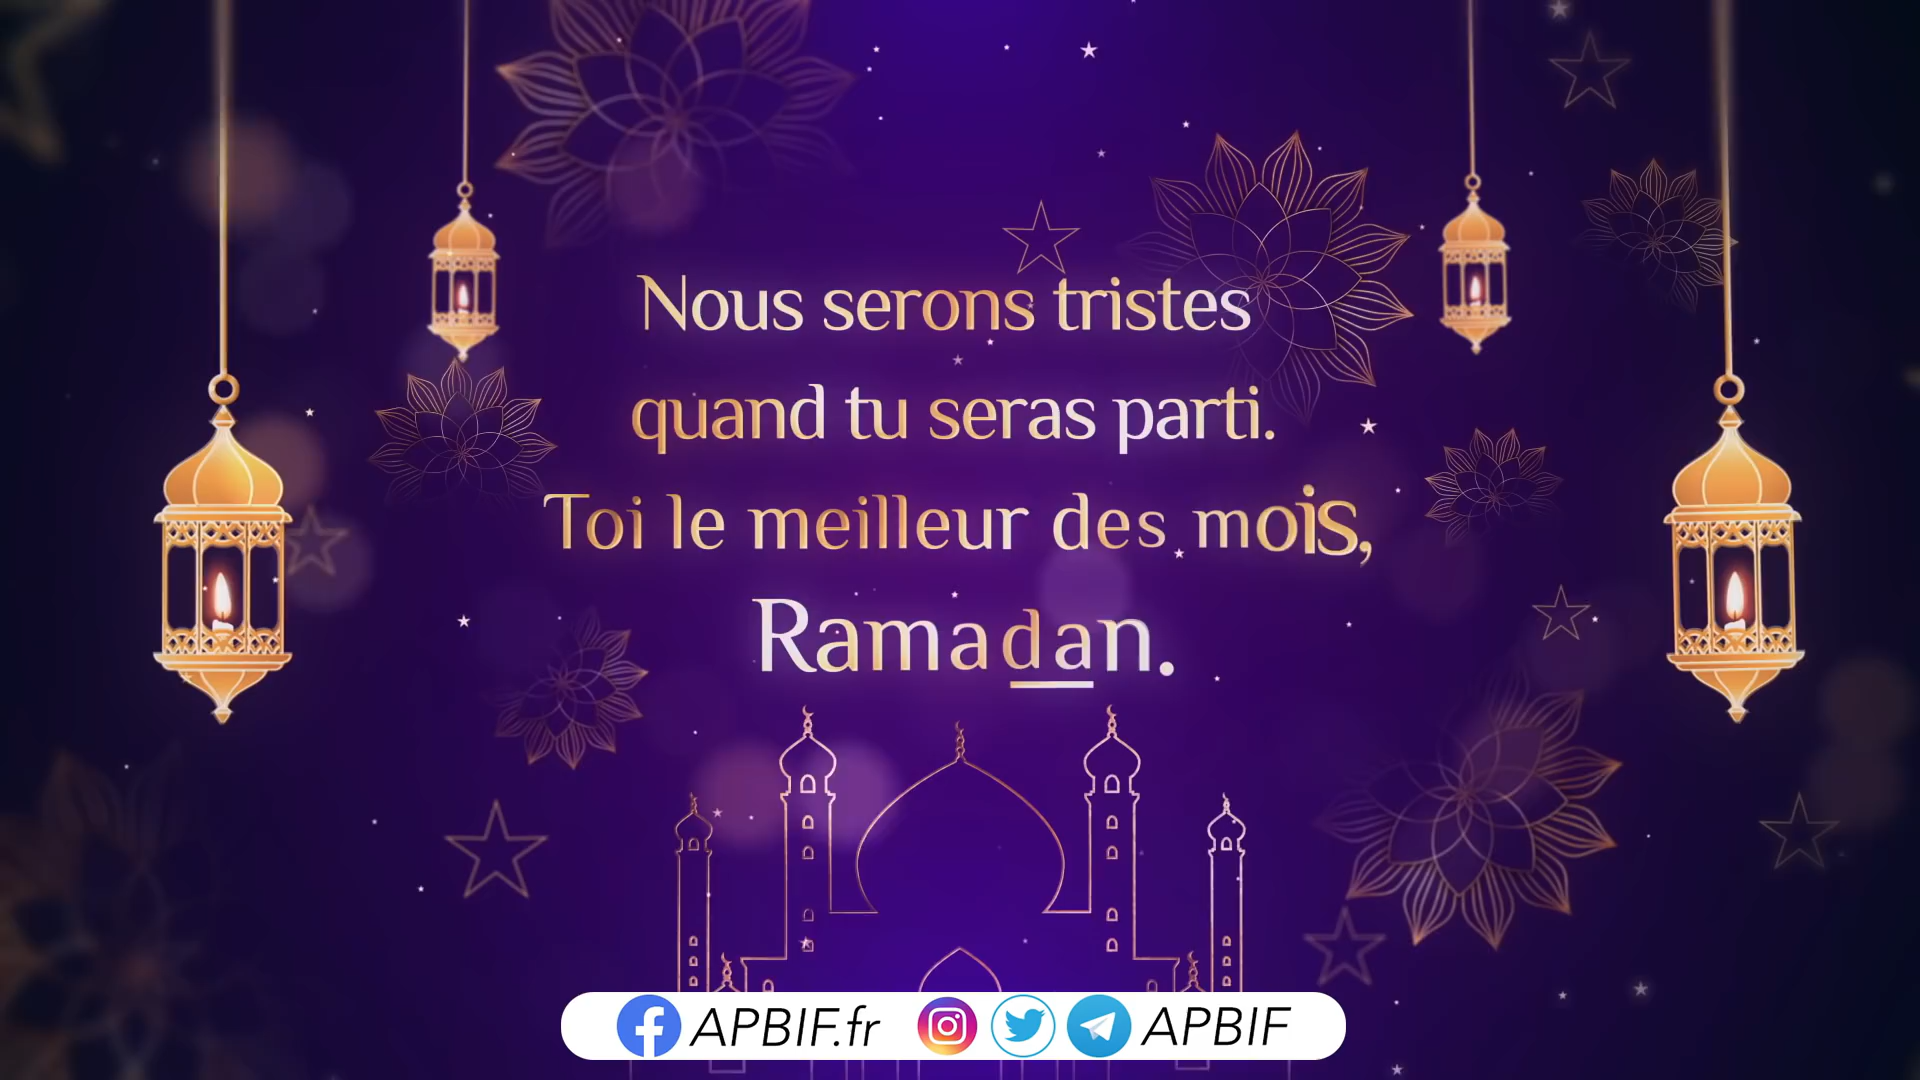 Nous serons tristes
quand tu seras parti.
Toi le meilleur des mois,
Ramadan.
APBIF.fr APBIF